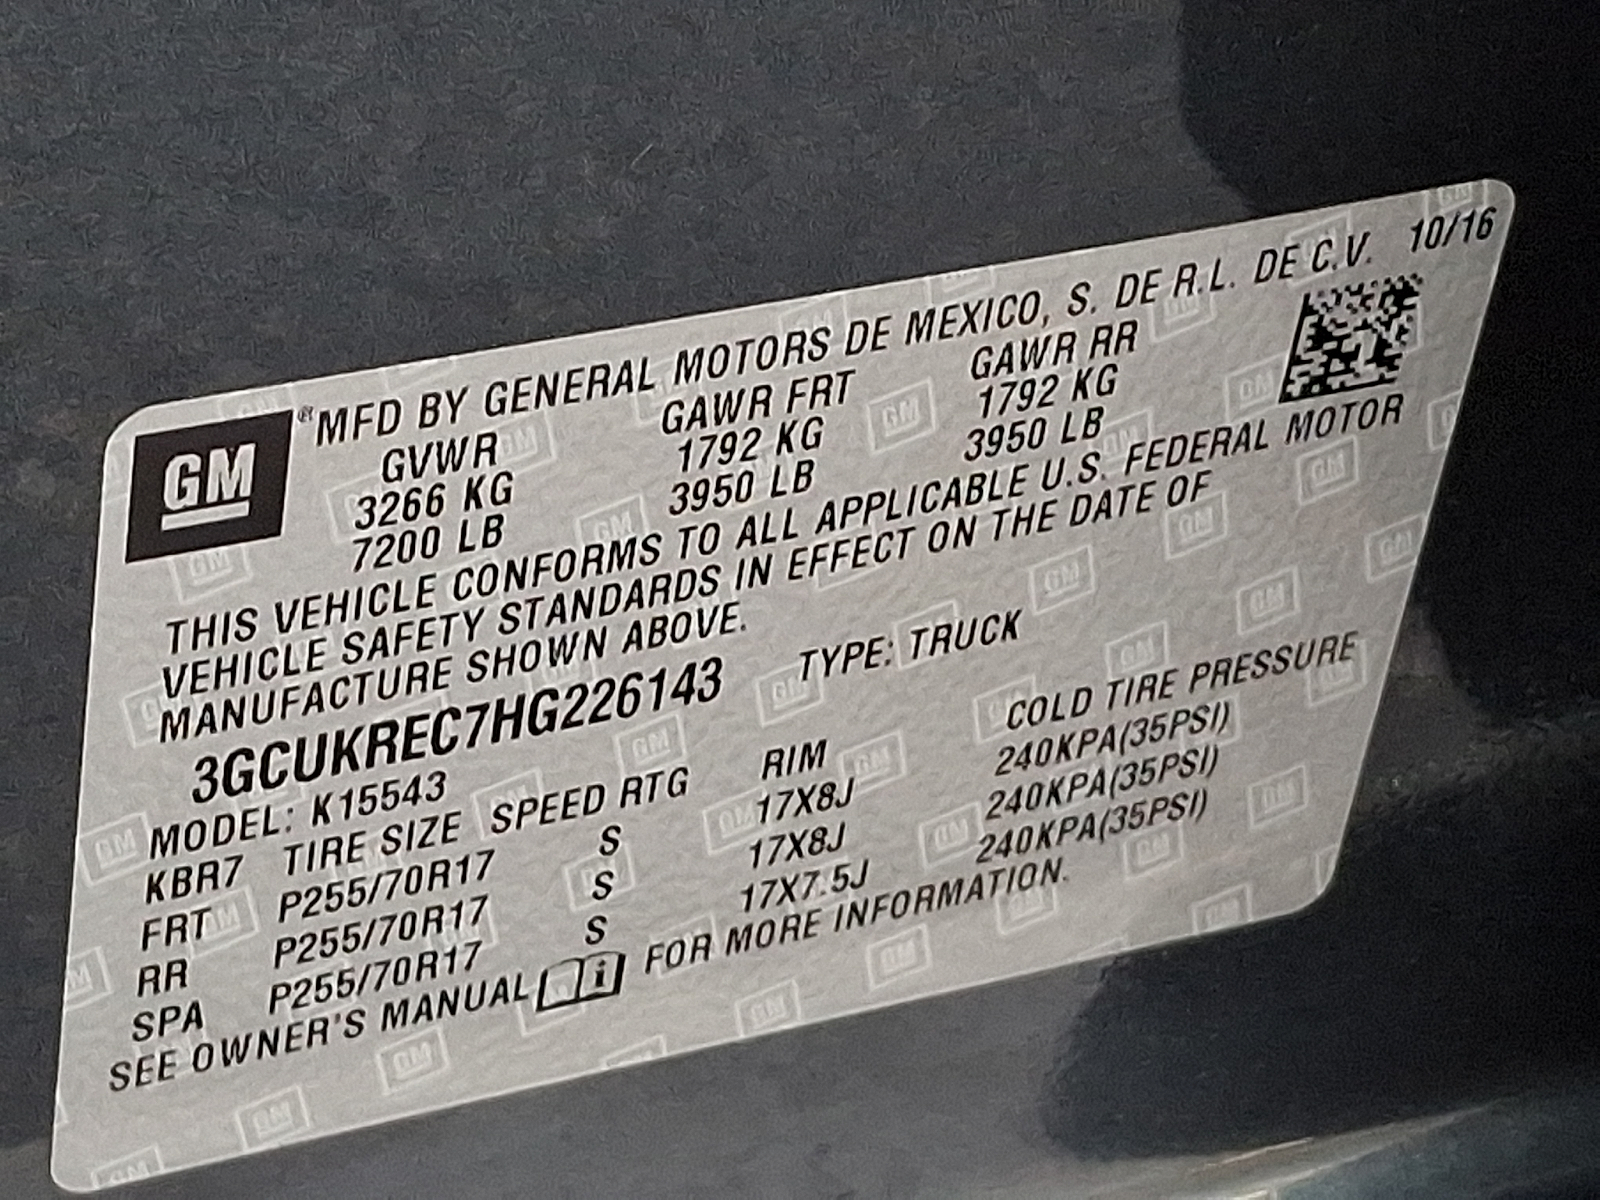 GM ® MFD BY GENERAL MOTORS DE MEXICO, S. DE R.L. DE C.V. 10/16
GVWR GAWR FRT GAWR RR
3266 KG 1792 KG 1792 KG
7200 LB 3950 LB 3950 LB
THIS VEHICLE CONFORMS TO ALL APPLICABLE U.S. FEDERAL MOTOR
VEHICLE SAFETY STANDARDS IN EFFECT ON THE DATE OF
MANUFACTURE SHOWN ABOVE.
3GCUKREC7HG226143 TYPE: TRUCK
MODEL: K15543
KBR7 TIRE SIZE SPEED RTG RIM COLD TIRE PRESSURE
FRT P255/70R17 S 17X8J 240KPA(35PSI)
RR P255/70R17 S 17X8J 240KPA(35PSI)
SPA P255/70R17 S 17X7.5J 240KPA(35PSI)
SEE OWNER'S MANUAL i FOR MORE INFORMATION.